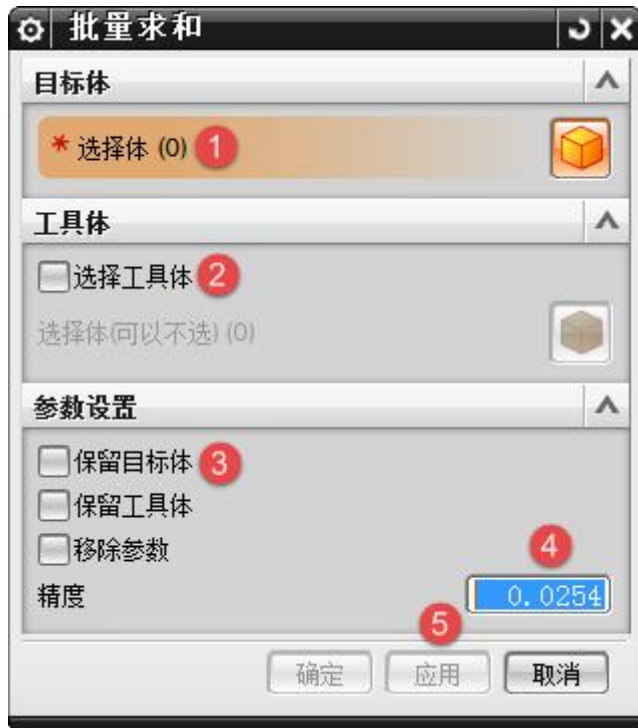 批量求和
目标体
* 选择体 (0) 1
工具体
选择工具体 2
选择体(可以不选) (0)
参数设置
保留目标体 3
保留工具体
移除参数
4
精度 0.0254
5
确定 应用 取消